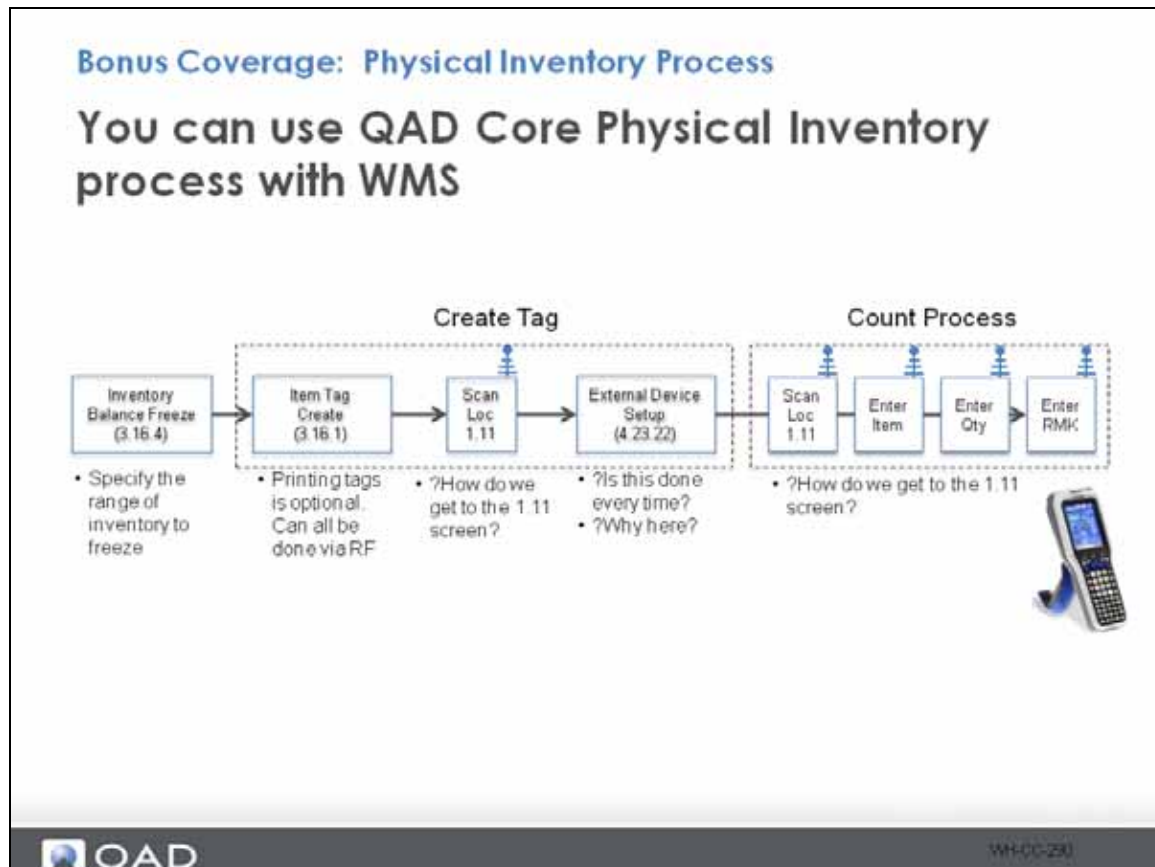 Bonus Coverage: Physical Inventory Process
You can use QAD Core Physical Inventory
process with WMS
Create Tag
Count Process
Inventory
Balance Freeze
(3.16.4)
Item Tag
Create
(3.16.1)
Scan
Loc
1.11
External Device
Setup
(4.23.22)
Scan
Loc
1.11
Enter
Item
Enter
Qty
Enter
RMK
• Specify the
range of
inventory to
freeze
• Printing tags
is optional.
Can all be
done via RF
• ?How do we
get to the 1.11
screen?
• ?Is this done
every time?
• ?Why here?
• ?How do we get to the 1.11
screen?
QAD
WH-CC-290